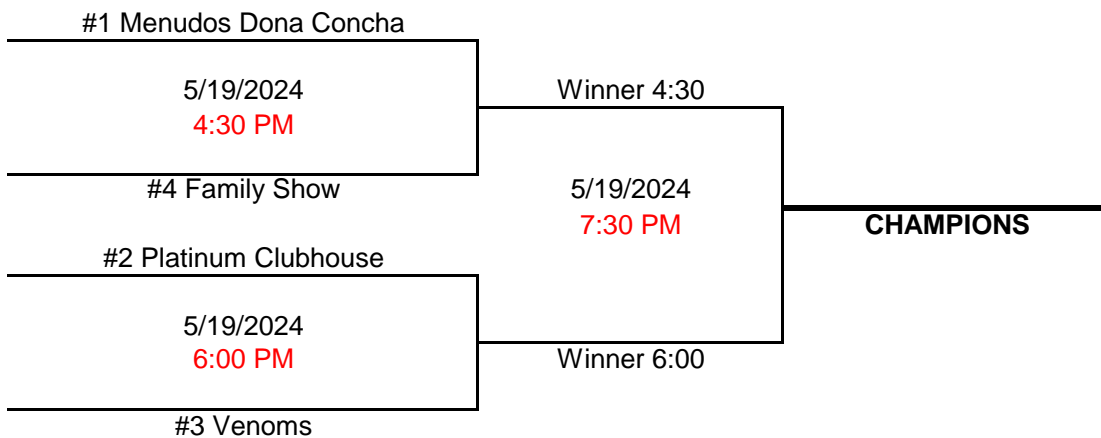 #1 Menudos Dona Concha
5/19/2024
4:30 PM
Winner 4:30
#4 Family Show
5/19/2024
7:30 PM
CHAMPIONS
#2 Platinum Clubhouse
5/19/2024
6:00 PM
Winner 6:00
#3 Venoms